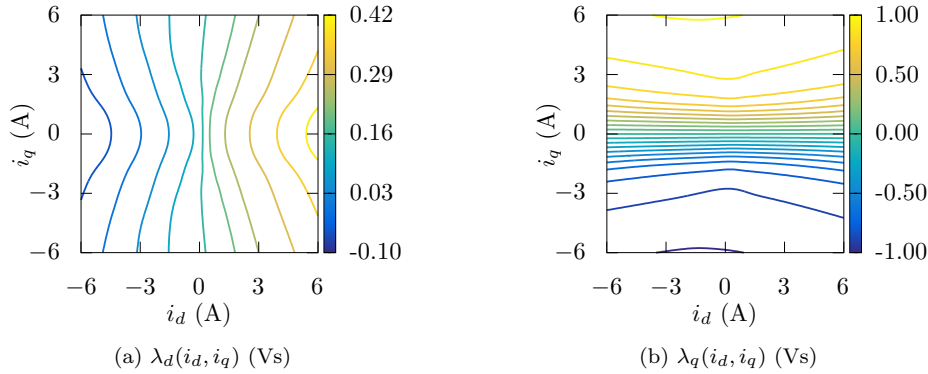 6
3
0
−3
−6
i_q (A)
−6 −3 0 3 6
i_d (A)
0.42
0.29
0.16
0.03
-0.10
(a) λ_d(i_d, i_q) (Vs)
6
3
0
−3
−6
i_q (A)
−6 −3 0 3 6
i_d (A)
1.00
0.50
0.00
-0.50
-1.00
(b) λ_q(i_d, i_q) (Vs)